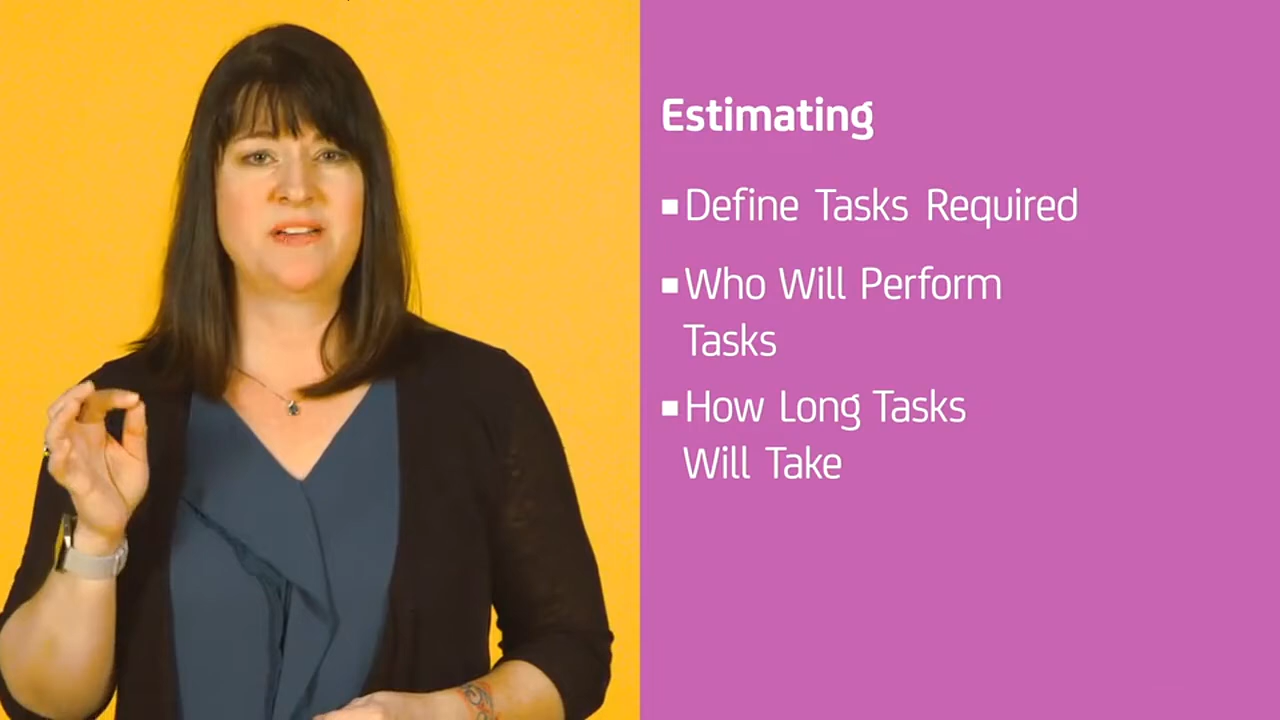 Estimating
▪Define Tasks Required
▪Who Will Perform
Tasks
▪How Long Tasks
Will Take